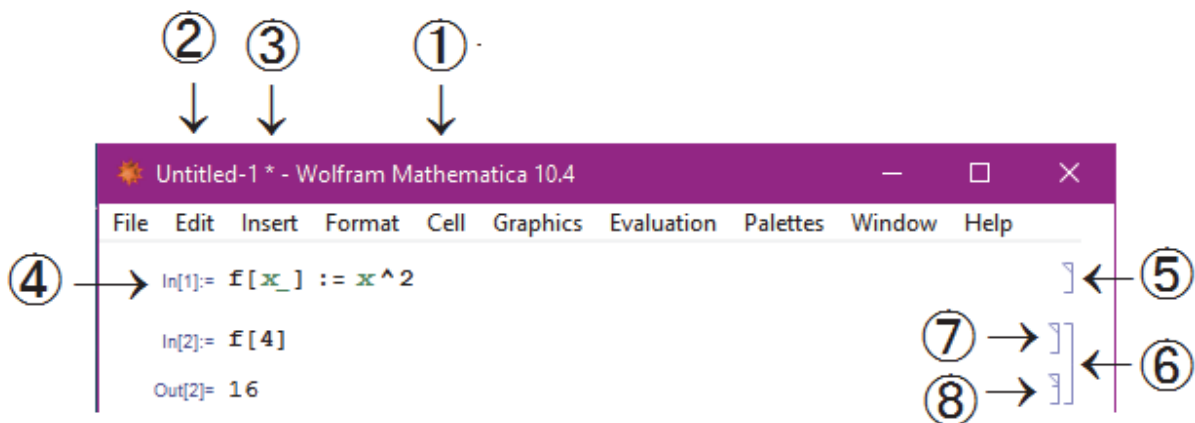 ② ③ ①
↓ ↓ ↓
Untitled-1 * - Wolfram Mathematica 10.4
File Edit Insert Format Cell Graphics Evaluation Palettes Window Help
④ → In[1]:= f[x_] := x^2 ← ⑤
In[2]:= f[4] ⑦ → ← ⑥
Out[2]= 16 ⑧ →